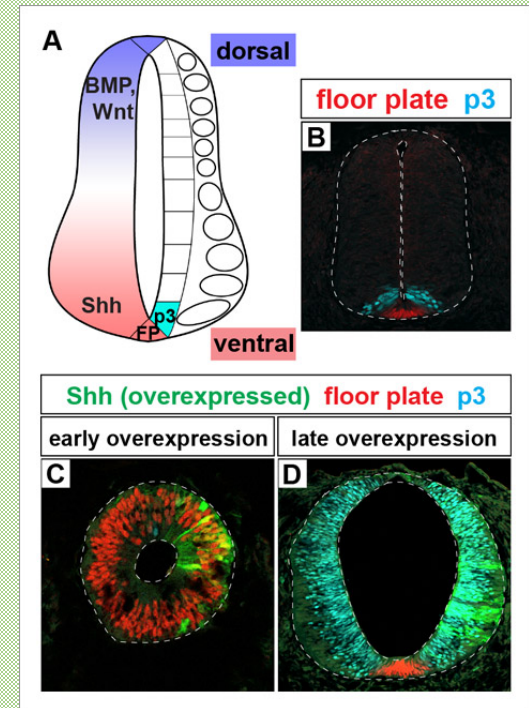 A
dorsal
BMP,
Wnt
Shh
p3
FP
ventral
floor plate p3
B
Shh (overexpressed) floor plate p3
early overexpression
late overexpression
C
D